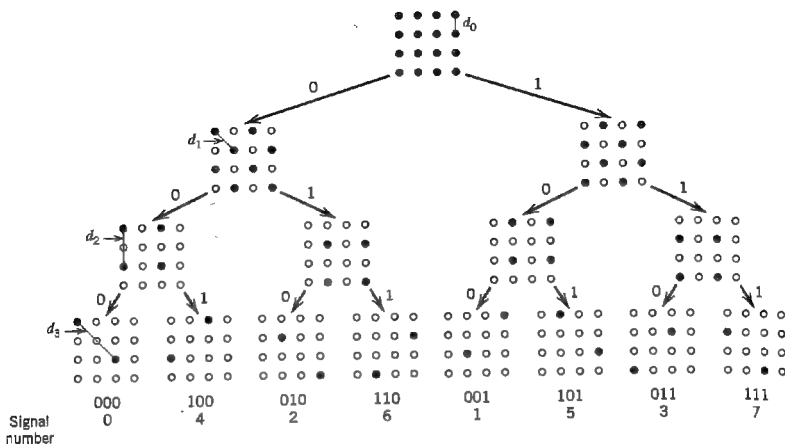 d₀
0 1
d₁
0 1 0 1
d₂
0 1 0 1 0 1 0 1
d₃
000 100 010 110 001 101 011 111
Signal number 0 4 2 6 1 5 3 7